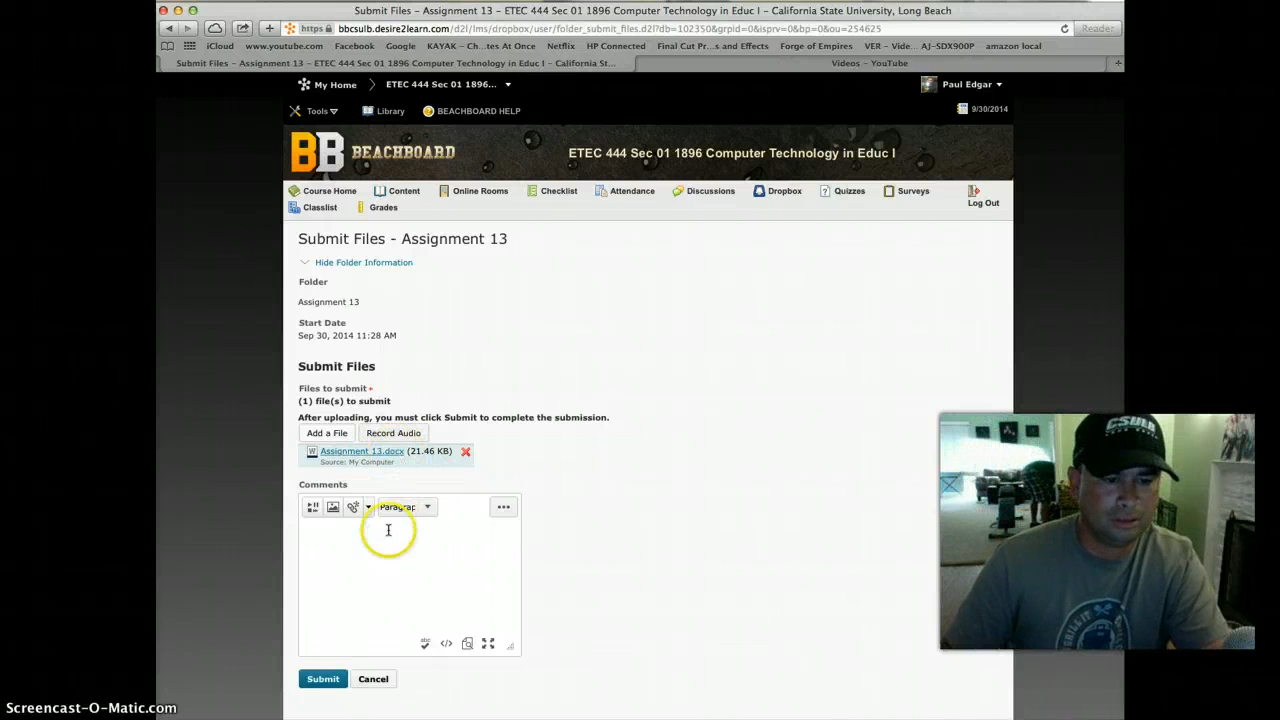 Submit Files - Assignment 13 - ETEC 444 Sec 01 1896 Computer Technology in Educ I - California State University, Long Beach
https bbcsulb.desire2learn.com/d2l/lms/dropbox/user/folder_submit_files.d2l?db=102350&grpid=0&isprv=0&bp=0&ou=254625 Reader
iCloud www.youtube.com Facebook Google KAYAK - Ch...tes At Once Netflix HP Connected Final Cut Pr...s and Effects Forge of Empires VER - Vide... AJ-SDX900P amazon local
Submit Files - Assignment 13 - ETEC 444 Sec 01 1896 Computer Technology in Educ I - California St... Videos - YouTube
My Home ETEC 444 Sec 01 1896... Paul Edgar
Tools Library BEACHBOARD HELP 9/30/2014
BB BEACHBOARD ETEC 444 Sec 01 1896 Computer Technology in Educ I
Course Home Content Online Rooms Checklist Attendance Discussions Dropbox Quizzes Surveys Log Out
Classlist Grades
Submit Files - Assignment 13
Hide Folder Information
Folder
Assignment 13
Start Date
Sep 30, 2014 11:28 AM
Submit Files
Files to submit *
(1) file(s) to submit
After uploading, you must click Submit to complete the submission.
Add a File Record Audio
Assignment 13.docx (21.46 KB)
Source: My Computer
Comments
Paragrap
abc
Submit Cancel
CSULB
Screencast-O-Matic.com